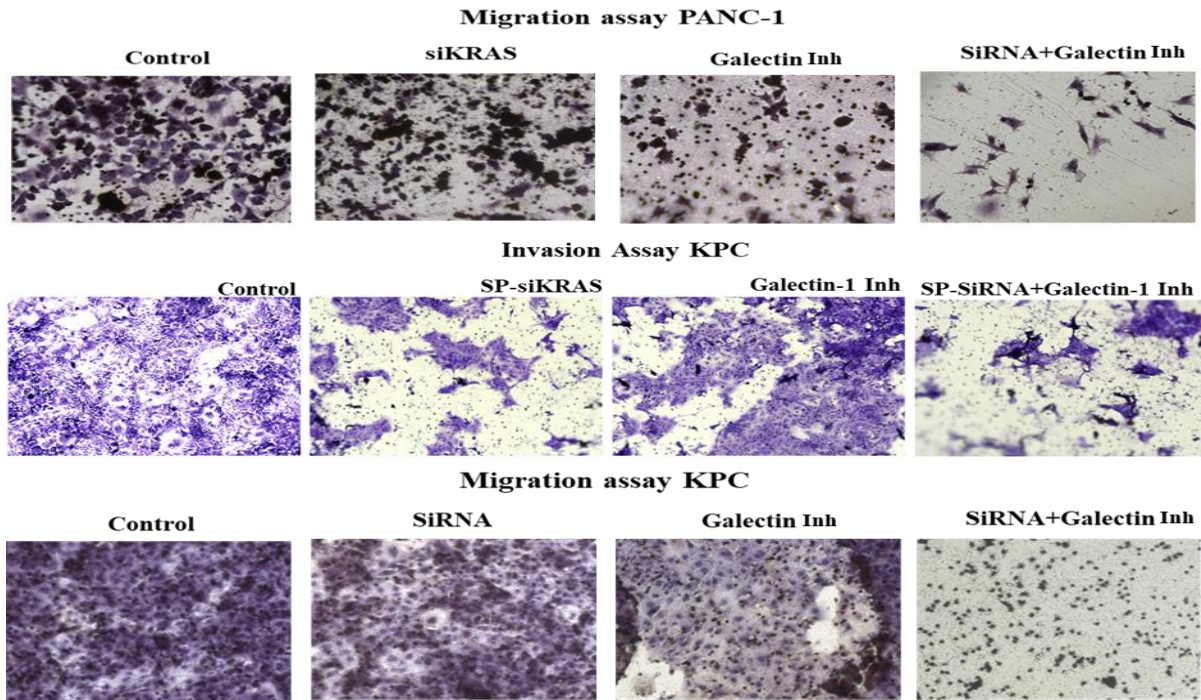 Migration assay PANC-1
Control siKRAS Galectin Inh SiRNA+Galectin Inh
Invasion Assay KPC
Control SP-siKRAS Galectin-1 Inh SP-SiRNA+Galectin-1 Inh
Migration assay KPC
Control SiRNA Galectin Inh SiRNA+Galectin Inh